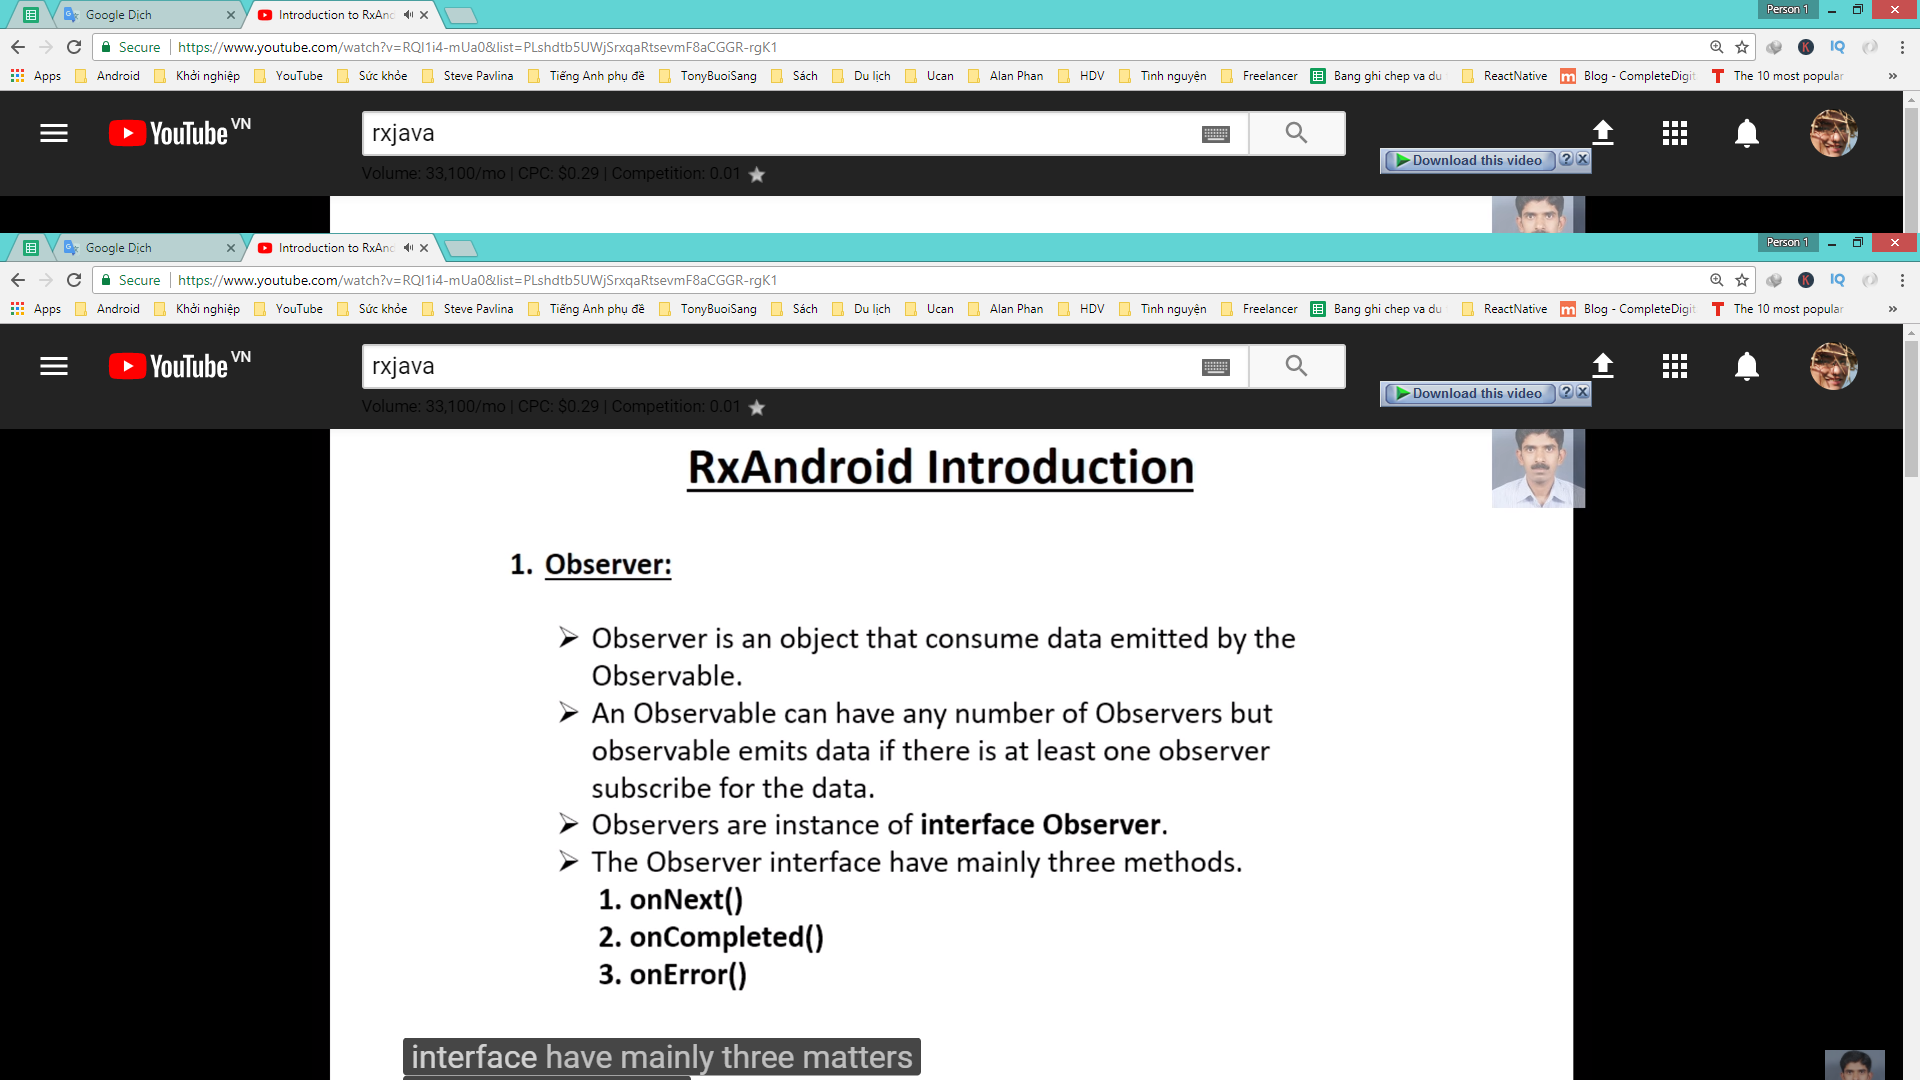 Google Dịch
Introduction to RxAnd
Person 1
Secure
https://www.youtube.com/watch?v=RQI1i4-mUa0&list=PLshdtb5UWjSrxqaRtsevmF8aCGGR-rgK1
IQ
Apps Android Khởi nghiệp YouTube Sức khỏe Steve Pavlina Tiếng Anh phụ đề TonyBuoiSang Sách Du lịch Ucan Alan Phan HDV Tình nguyện Freelancer Bang ghi chep va du ReactNative Blog - CompleteDigit The 10 most popular »
YouTube VN
rxjava
Download this video ?
Volume: 33,100/mo | CPC: $0.29 | Competition: 0.01
Google Dịch
Introduction to RxAnd
Person 1
Secure
https://www.youtube.com/watch?v=RQI1i4-mUa0&list=PLshdtb5UWjSrxqaRtsevmF8aCGGR-rgK1
IQ
Apps Android Khởi nghiệp YouTube Sức khỏe Steve Pavlina Tiếng Anh phụ đề TonyBuoiSang Sách Du lịch Ucan Alan Phan HDV Tình nguyện Freelancer Bang ghi chep va du ReactNative Blog - CompleteDigit The 10 most popular »
YouTube VN
rxjava
Download this video ?
Volume: 33,100/mo | CPC: $0.29 | Competition: 0.01
RxAndroid Introduction
1. Observer:
➢ Observer is an object that consume data emitted by the
Observable.
➢ An Observable can have any number of Observers but
observable emits data if there is at least one observer
subscribe for the data.
➢ Observers are instance of interface Observer.
➢ The Observer interface have mainly three methods.
1. onNext()
2. onCompleted()
3. onError()
interface have mainly three matters